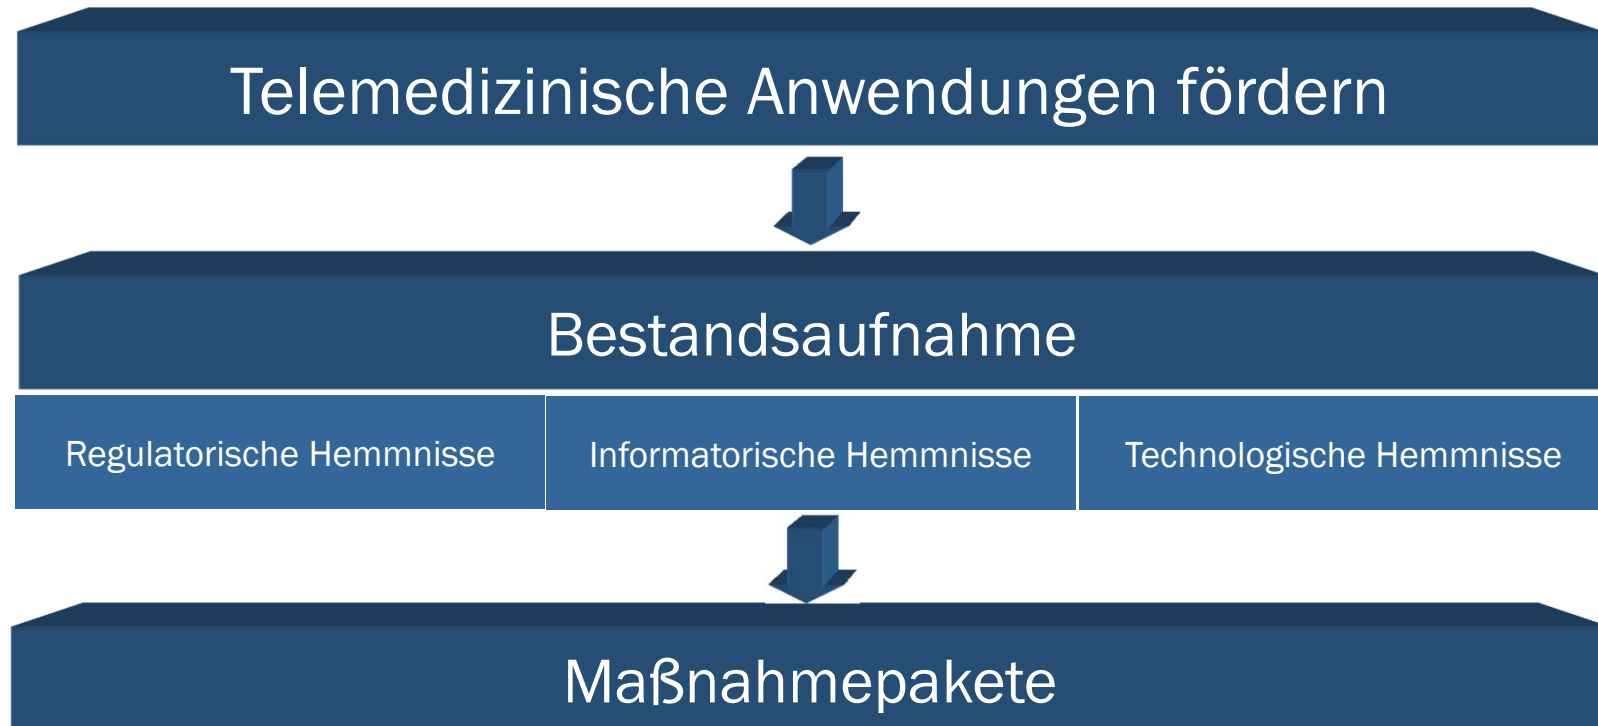 Telemedizinische Anwendungen fördern
Bestandsaufnahme
Regulatorische Hemmnisse
Informatorische Hemmnisse
Technologische Hemmnisse
Maßnahmepakete